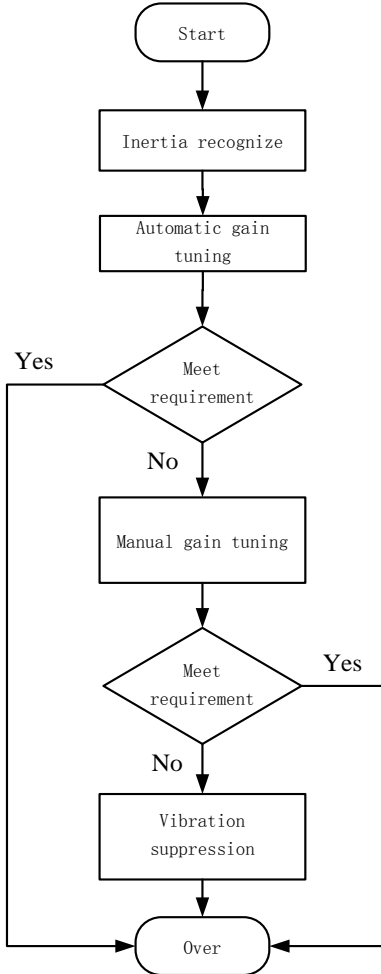 Start
Inertia recognize
Automatic gain
tuning
Yes
Meet
requirement
No
Manual gain tuning
Meet
requirement
Yes
No
Vibration
suppression
Over